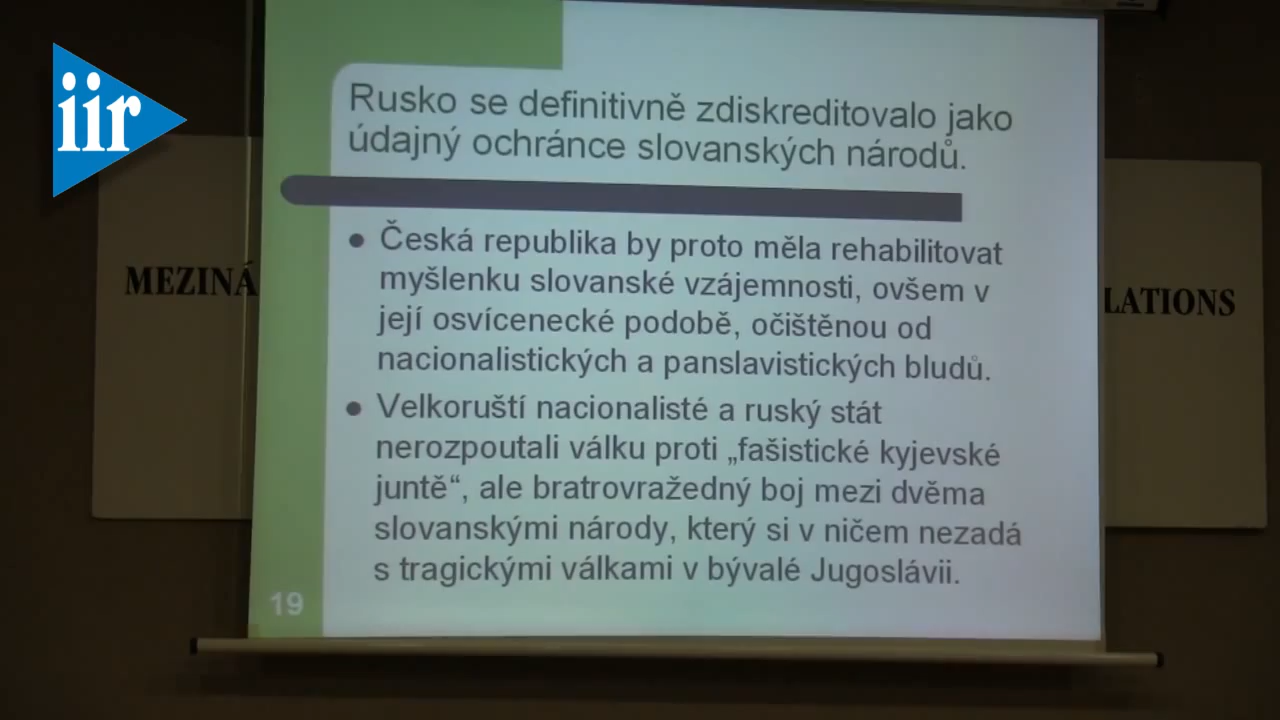 iir
Rusko se definitivně zdiskreditovalo jako
údajný ochránce slovanských národů.
MEZINÁ
LATIONS
● Česká republika by proto měla rehabilitovat
myšlenku slovanské vzájemnosti, ovšem v
její osvícenecké podobě, očištěnou od
nacionalistických a panslavistických bludů.
● Velkoruští nacionalisté a ruský stát
nerozpoutali válku proti „fašistické kyjevské
juntě“, ale bratrovražedný boj mezi dvěma
slovanskými národy, který si v ničem nezadá
s tragickými válkami v bývalé Jugoslávii.
19